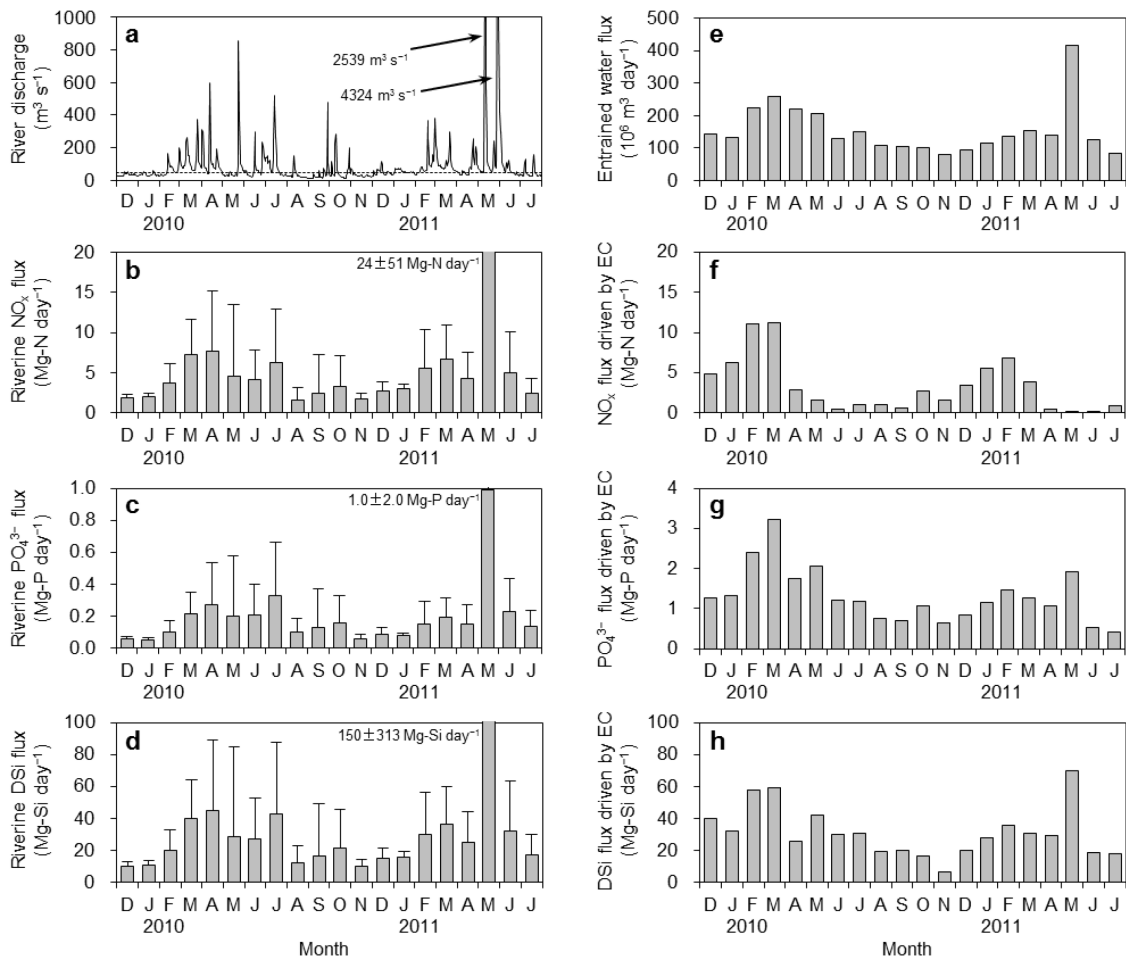 a
River discharge
(m³ s⁻¹)
1000
800
600
400
200
0
2539 m³ s⁻¹
4324 m³ s⁻¹
D J F M A M J J A S O N D J F M A M J J
2010 2011
b
Riverine NOₓ flux
(Mg-N day⁻¹)
20
15
10
5
0
24±51 Mg-N day⁻¹
D J F M A M J J A S O N D J F M A M J J
2010 2011
c
Riverine PO₄³⁻ flux
(Mg-P day⁻¹)
1.0
0.8
0.6
0.4
0.2
0.0
1.0±2.0 Mg-P day⁻¹
D J F M A M J J A S O N D J F M A M J J
2010 2011
d
Riverine DSi flux
(Mg-Si day⁻¹)
100
80
60
40
20
0
150±313 Mg-Si day⁻¹
D J F M A M J J A S O N D J F M A M J J
2010 2011
Month
e
Entrained water flux
(10⁶ m³ day⁻¹)
500
400
300
200
100
0
D J F M A M J J A S O N D J F M A M J J
2010 2011
f
NOₓ flux driven by EC
(Mg-N day⁻¹)
20
15
10
5
0
D J F M A M J J A S O N D J F M A M J J
2010 2011
g
PO₄³⁻ flux driven by EC
(Mg-P day⁻¹)
4
3
2
1
0
D J F M A M J J A S O N D J F M A M J J
2010 2011
h
DSi flux driven by EC
(Mg-Si day⁻¹)
100
80
60
40
20
0
D J F M A M J J A S O N D J F M A M J J
2010 2011
Month